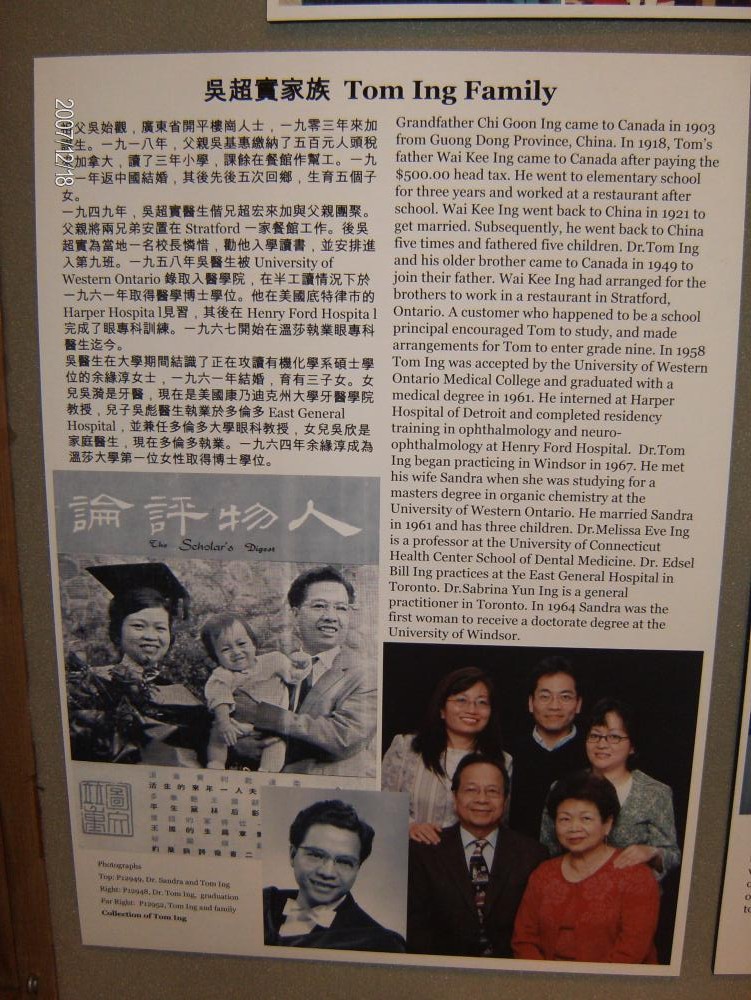 吳超實家族 Tom Ing Family
父吳始觀，廣東省開平樓崗人士，一九零三年來加
生。一九一八年，父親吳基惠繳納了五百元人頭稅
加拿大，讀了三年小學，課餘在餐館作幫工。一九
一年返中國結婚，其後先後五次回鄉，生育五個子
女。
一九四九年，吳超實醫生偕兄超宏來加與父親團聚。
父親將兩兄弟安置在 Stratford 一家餐館工作。後吳
超實為當地一名校長憐惜，勸他入學讀書，並安排進
入第九班。一九五八年吳醫生被 University of
Western Ontario 錄取入醫學院，在半工讀情況下於
一九六一年取得醫學博士學位。他在美國底特律市的
Harper Hospita l見習，其後在 Henry Ford Hospita l
完成了眼專科訓練。一九六七開始在溫莎執業眼專科
醫生迄今。
吳醫生在大學期間結識了正在攻讀有機化學系碩士學
位的余緣淳女士，一九六一年結婚，育有三子女。女
兒吳漪是牙醫，現在是美國康乃迪克州大學牙醫學院
教授，兒子吳彪醫生執業於多倫多 East General
Hospital，並兼任多倫多大學眼科教授，女兒吳欣是
家庭醫生，現在多倫多執業。一九六四年余緣淳成為
溫莎大學第一位女性取得博士學位。
Grandfather Chi Goon Ing came to Canada in 1903
from Guong Dong Province, China. In 1918, Tom's
father Wai Kee Ing came to Canada after paying the
$500.00 head tax. He went to elementary school
for three years and worked at a restaurant after
school. Wai Kee Ing went back to China in 1921 to
get married. Subsequently, he went back to China
five times and fathered five children. Dr.Tom Ing
and his older brother came to Canada in 1949 to
join their father. Wai Kee Ing had arranged for the
brothers to work in a restaurant in Stratford,
Ontario. A customer who happened to be a school
principal encouraged Tom to study, and made
arrangements for Tom to enter grade nine. In 1958
Tom Ing was accepted by the University of Western
Ontario Medical College and graduated with a
medical degree in 1961. He interned at Harper
Hospital of Detroit and completed residency
training in ophthalmology and neuro-
ophthalmology at Henry Ford Hospital. Dr.Tom
Ing began practicing in Windsor in 1967. He met
his wife Sandra when she was studying for a
masters degree in organic chemistry at the
University of Western Ontario. He married Sandra
in 1961 and has three children. Dr.Melissa Eve Ing
is a professor at the University of Connecticut
Health Center School of Dental Medicine. Dr. Edsel
Bill Ing practices at the East General Hospital in
Toronto. Dr.Sabrina Yun Ing is a general
practitioner in Toronto. In 1964 Sandra was the
first woman to receive a doctorate degree at the
University of Windsor.
論評物人
The Scholar's Digest
活生的來年一人夫
Photographs
Top: P12949, Dr. Sandra and Tom Ing
Right: P12948, Dr. Tom Ing, graduation
Far Right: P12952, Tom Ing and family
Collection of Tom Ing
2007/12/18